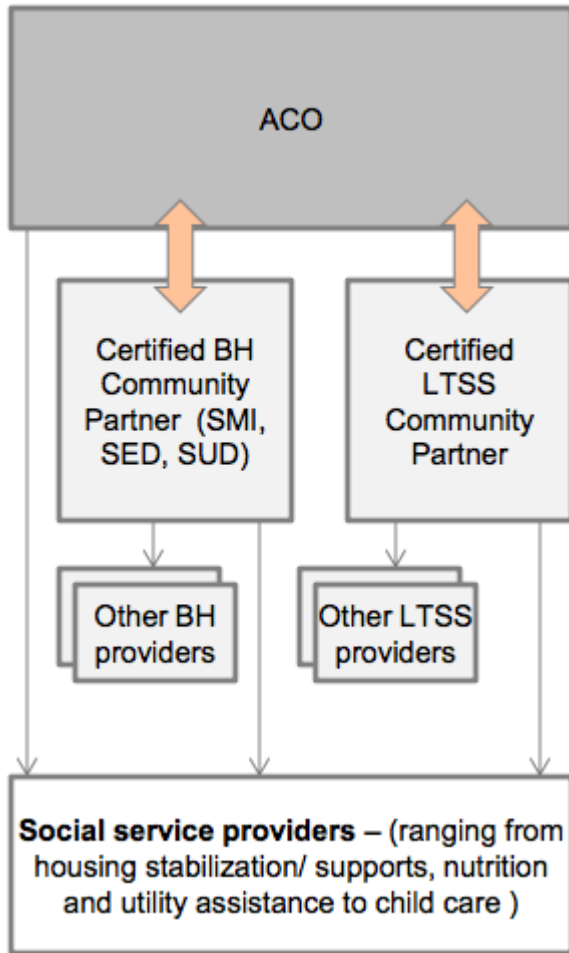 ACO
Certified BH
Community
Partner (SMI,
SED, SUD)
Certified
LTSS
Community
Partner
Other BH
providers
Other LTSS
providers
Social service providers – (ranging from
housing stabilization/ supports, nutrition
and utility assistance to child care )